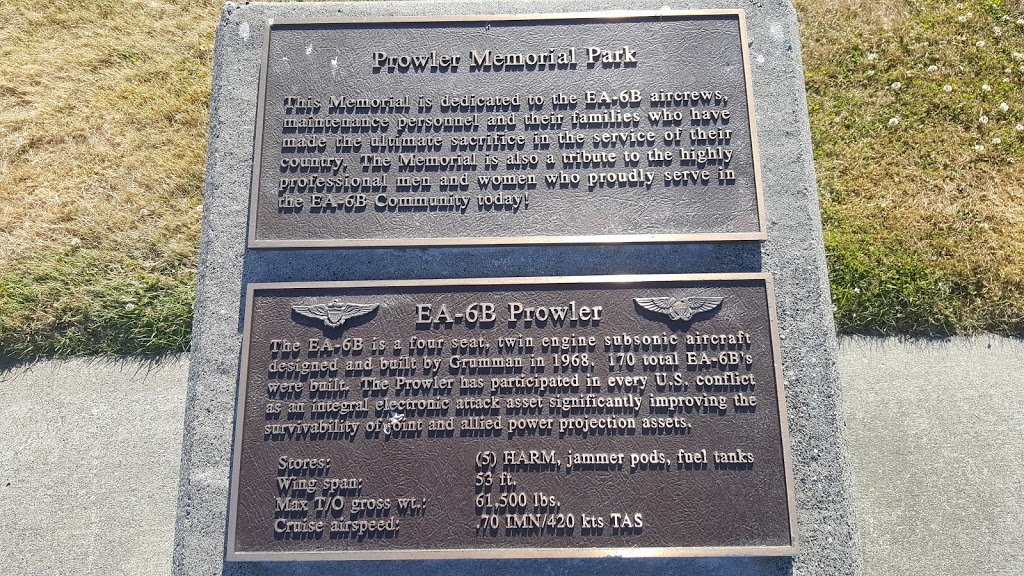 Prowler Memorial Park
This Memorial is dedicated to the EA-6B aircrews,
maintenance personnel and their families who have
made the ultimate sacrifice in the service of their
country. The Memorial is also a tribute to the highly
professional men and women who proudly serve in
the EA-6B Community today!
EA-6B Prowler
The EA-6B is a four seat, twin engine subsonic aircraft
designed and built by Grumman in 1968. 170 total EA-6B's
were built. The Prowler has participated in every U.S. conflict
as an integral electronic attack asset significantly improving the
survivability of joint and allied power projection assets.
Stores: (5) HARM, jammer pods, fuel tanks
Wing span: 53 ft.
Max T/O gross wt.: 61,500 lbs.
Cruise airspeed: .70 IMN/420 kts TAS